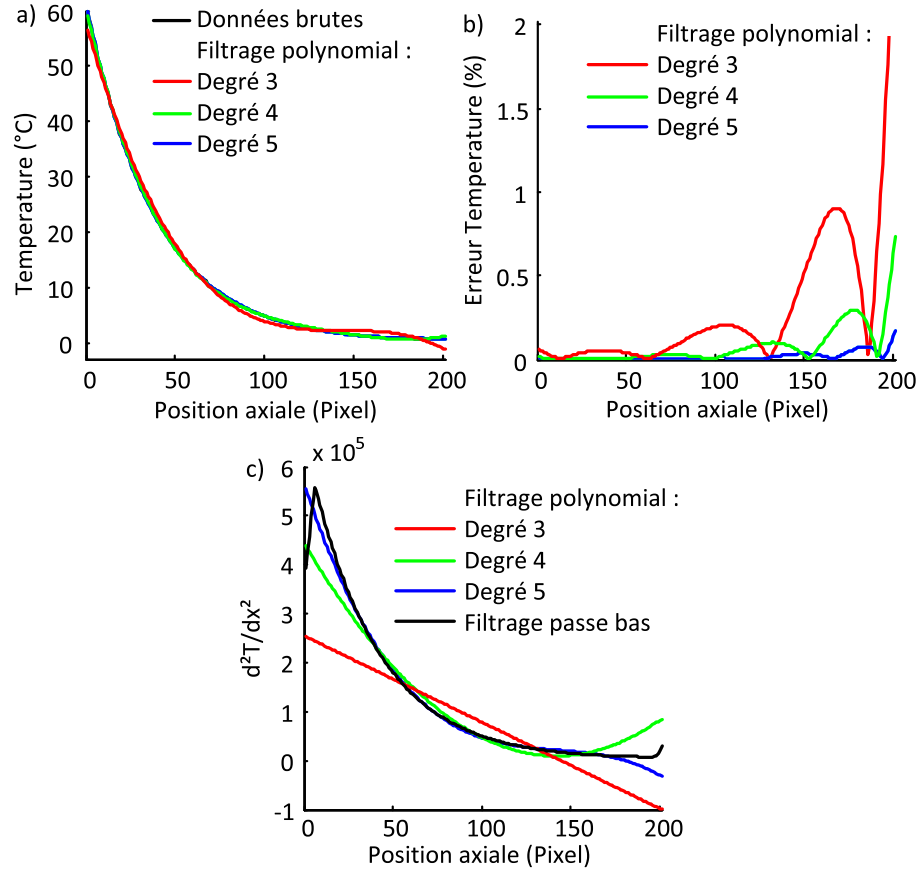 a)
60
50
40
30
20
10
0
Temperature (°C)
Données brutes
Filtrage polynomial :
Degré 3
Degré 4
Degré 5
0 50 100 150 200
Position axiale (Pixel)
b)
2
1.5
1
0.5
0
Erreur Temperature (%)
Filtrage polynomial :
Degré 3
Degré 4
Degré 5
0 50 100 150 200
Position axiale (Pixel)
c)
x 10⁵
6
5
4
3
2
1
0
-1
d²T/dx²
Filtrage polynomial :
Degré 3
Degré 4
Degré 5
Filtrage passe bas
0 50 100 150 200
Position axiale (Pixel)